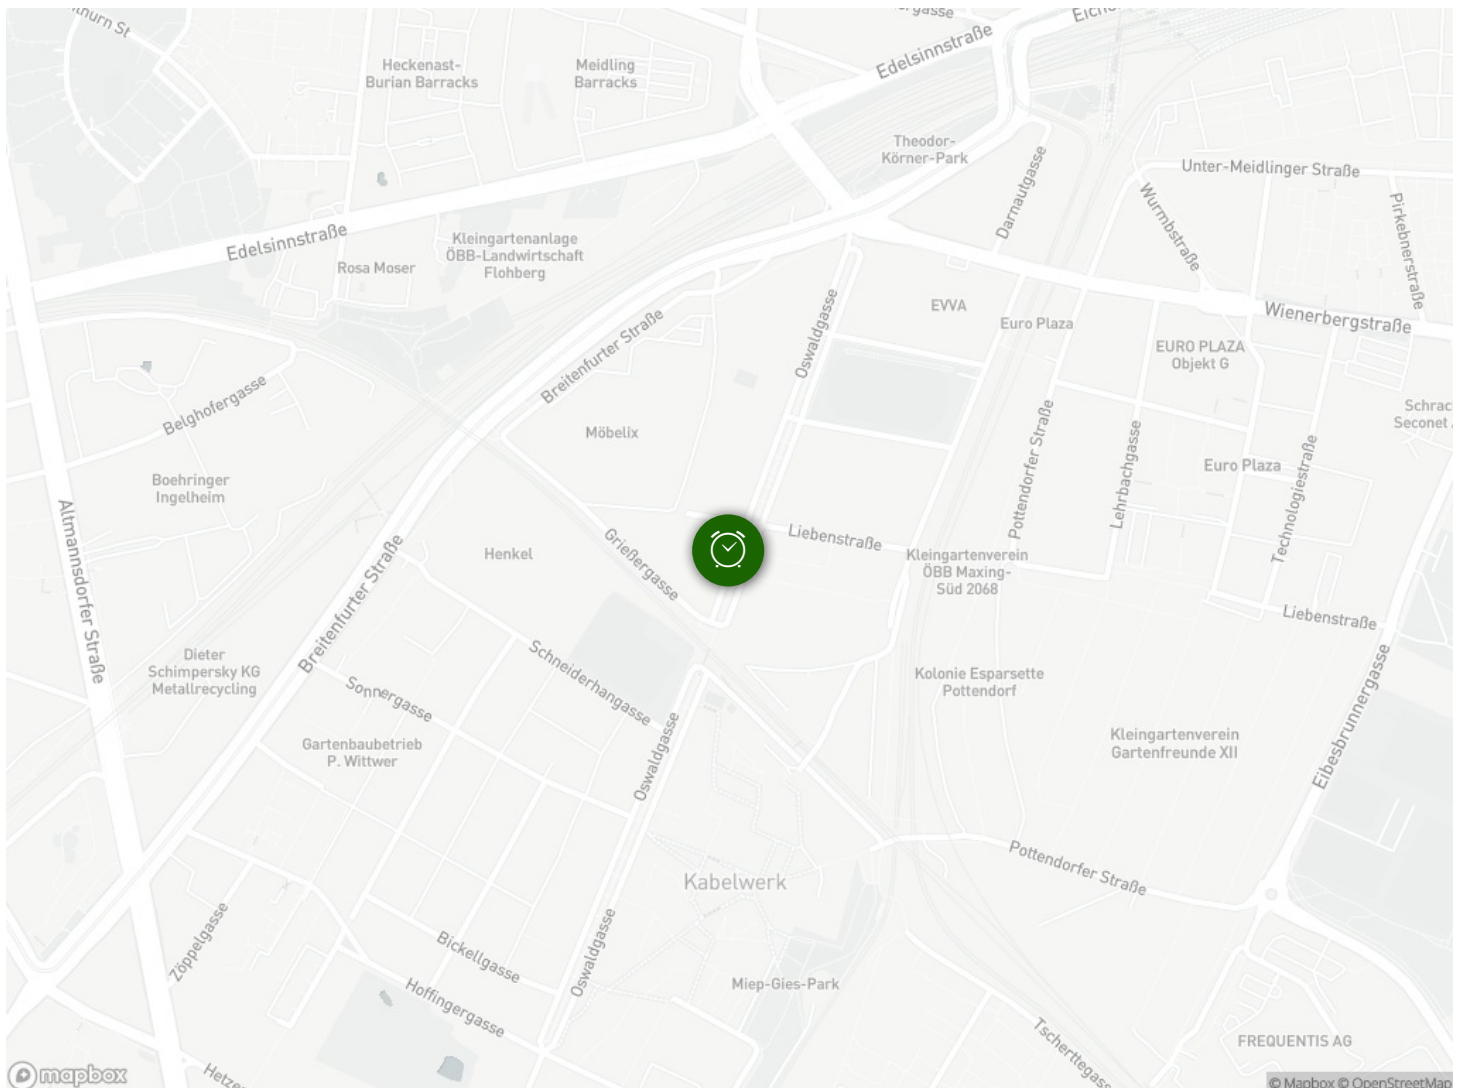 Edelsinnstraße
Heckenast-
Burian Barracks
Meidling
Barracks
Theodor-
Körner-Park
Unter-Meidlinger Straße
Darnautgasse
Wurmbstraße
Pirkebnerstraße
Edelsinnstraße
Kleingartenanlage
ÖBB-Landwirtschaft
Flohberg
Rosa Moser
EVVA
Euro Plaza
Wienerbergstraße
Oswaldgasse
Breitenfurter Straße
EURO PLAZA
Objekt G
Belghofergasse
Schrac
Seconet
Möbelix
Pottendorfer Straße
Lehrbachgasse
Euro Plaza
Technologiestraße
Boehringer
Ingelheim
Altmannsdorfer Straße
Liebenstraße
Henkel
Grießergasse
Kleingartenverein
ÖBB Maxing-
Süd 2068
Breitenfurter Straße
Liebenstraße
Dieter
Schimpersky KG
Metallrecycling
Schneiderhangasse
Kolonie Esparsette
Pottendorf
Sonnergasse
Eibesbrunnergasse
Gartenbaubetrieb
P. Wittwer
Oswaldgasse
Kleingartenverein
Gartenfreunde XII
Pottendorfer Straße
Kabelwerk
Zöppelgasse
Bickellgasse
Oswaldgasse
Miep-Gies-Park
Hoffingergasse
Tscherttegass
FREQUENTIS AG
Hetze
mapbox
© Mapbox © OpenStreetMap